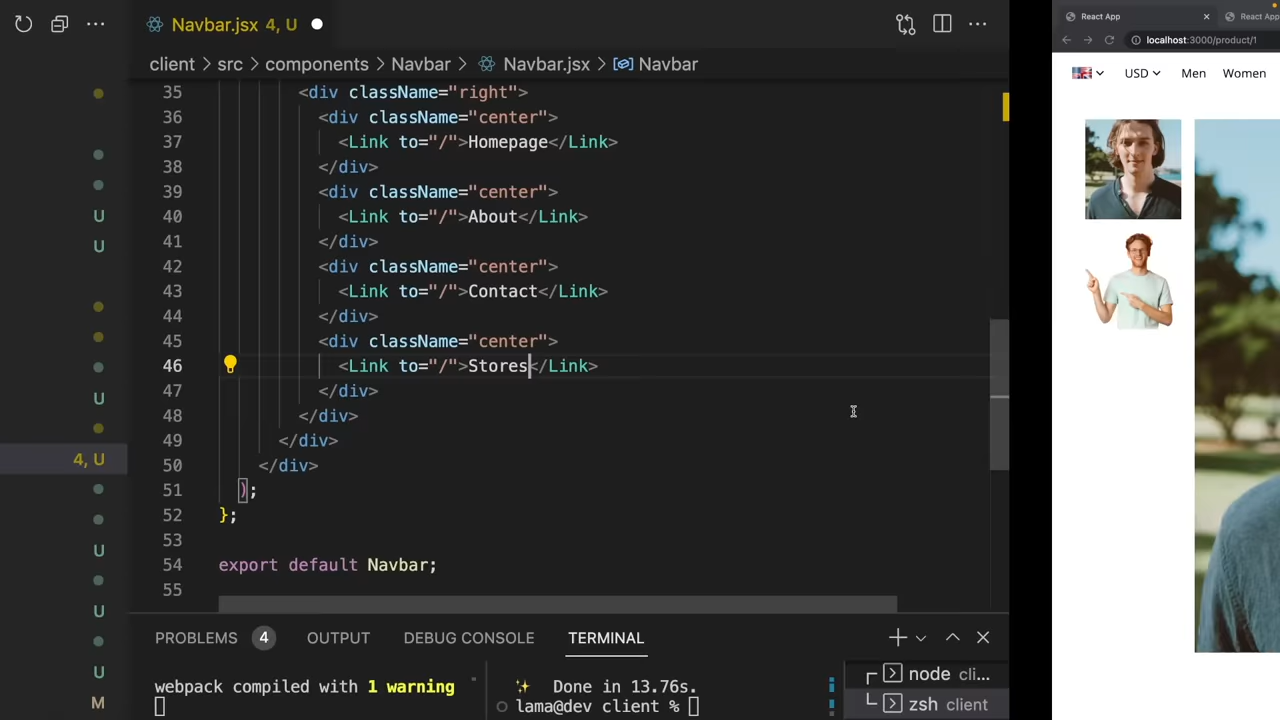 Navbar.jsx 4, U
client > src > components > Navbar > Navbar.jsx > Navbar
35 <div className="right">
36 <div className="center">
37 <Link to="/">Homepage</Link>
38 </div>
39 <div className="center">
40 <Link to="/">About</Link>
41 </div>
42 <div className="center">
43 <Link to="/">Contact</Link>
44 </div>
45 <div className="center">
46 <Link to="/">Stores</Link>
47 </div>
48 </div>
49 </div>
50 </div>
51 );
52 };
53
54 export default Navbar;
55
U
U
U
4, U
U
U
U
M
PROBLEMS 4 OUTPUT DEBUG CONSOLE TERMINAL
webpack compiled with 1 warning
✨ Done in 13.76s.
lama@dev client %
node cli...
zsh client
React App
React App
localhost:3000/product/1
USD Men Women